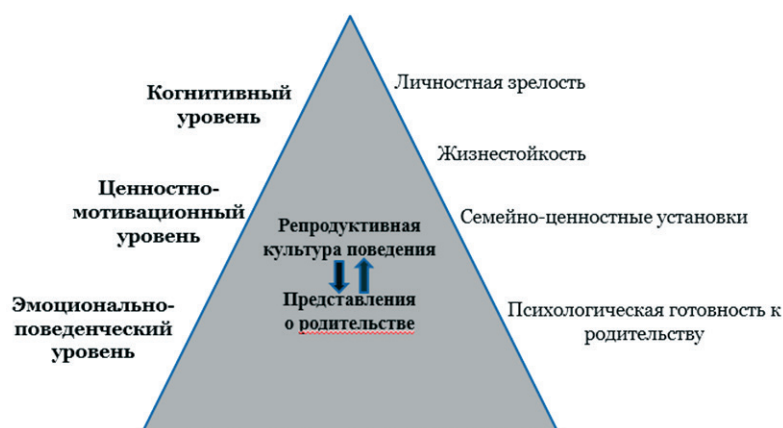 Когнитивный
уровень
Ценностно-
мотивационный
уровень
Эмоционально-
поведенческий
уровень
Репродуктивная
культура поведения
Представления
о родительстве
Личностная зрелость
Жизнестойкость
Семейно-ценностные установки
Психологическая готовность к
родительству